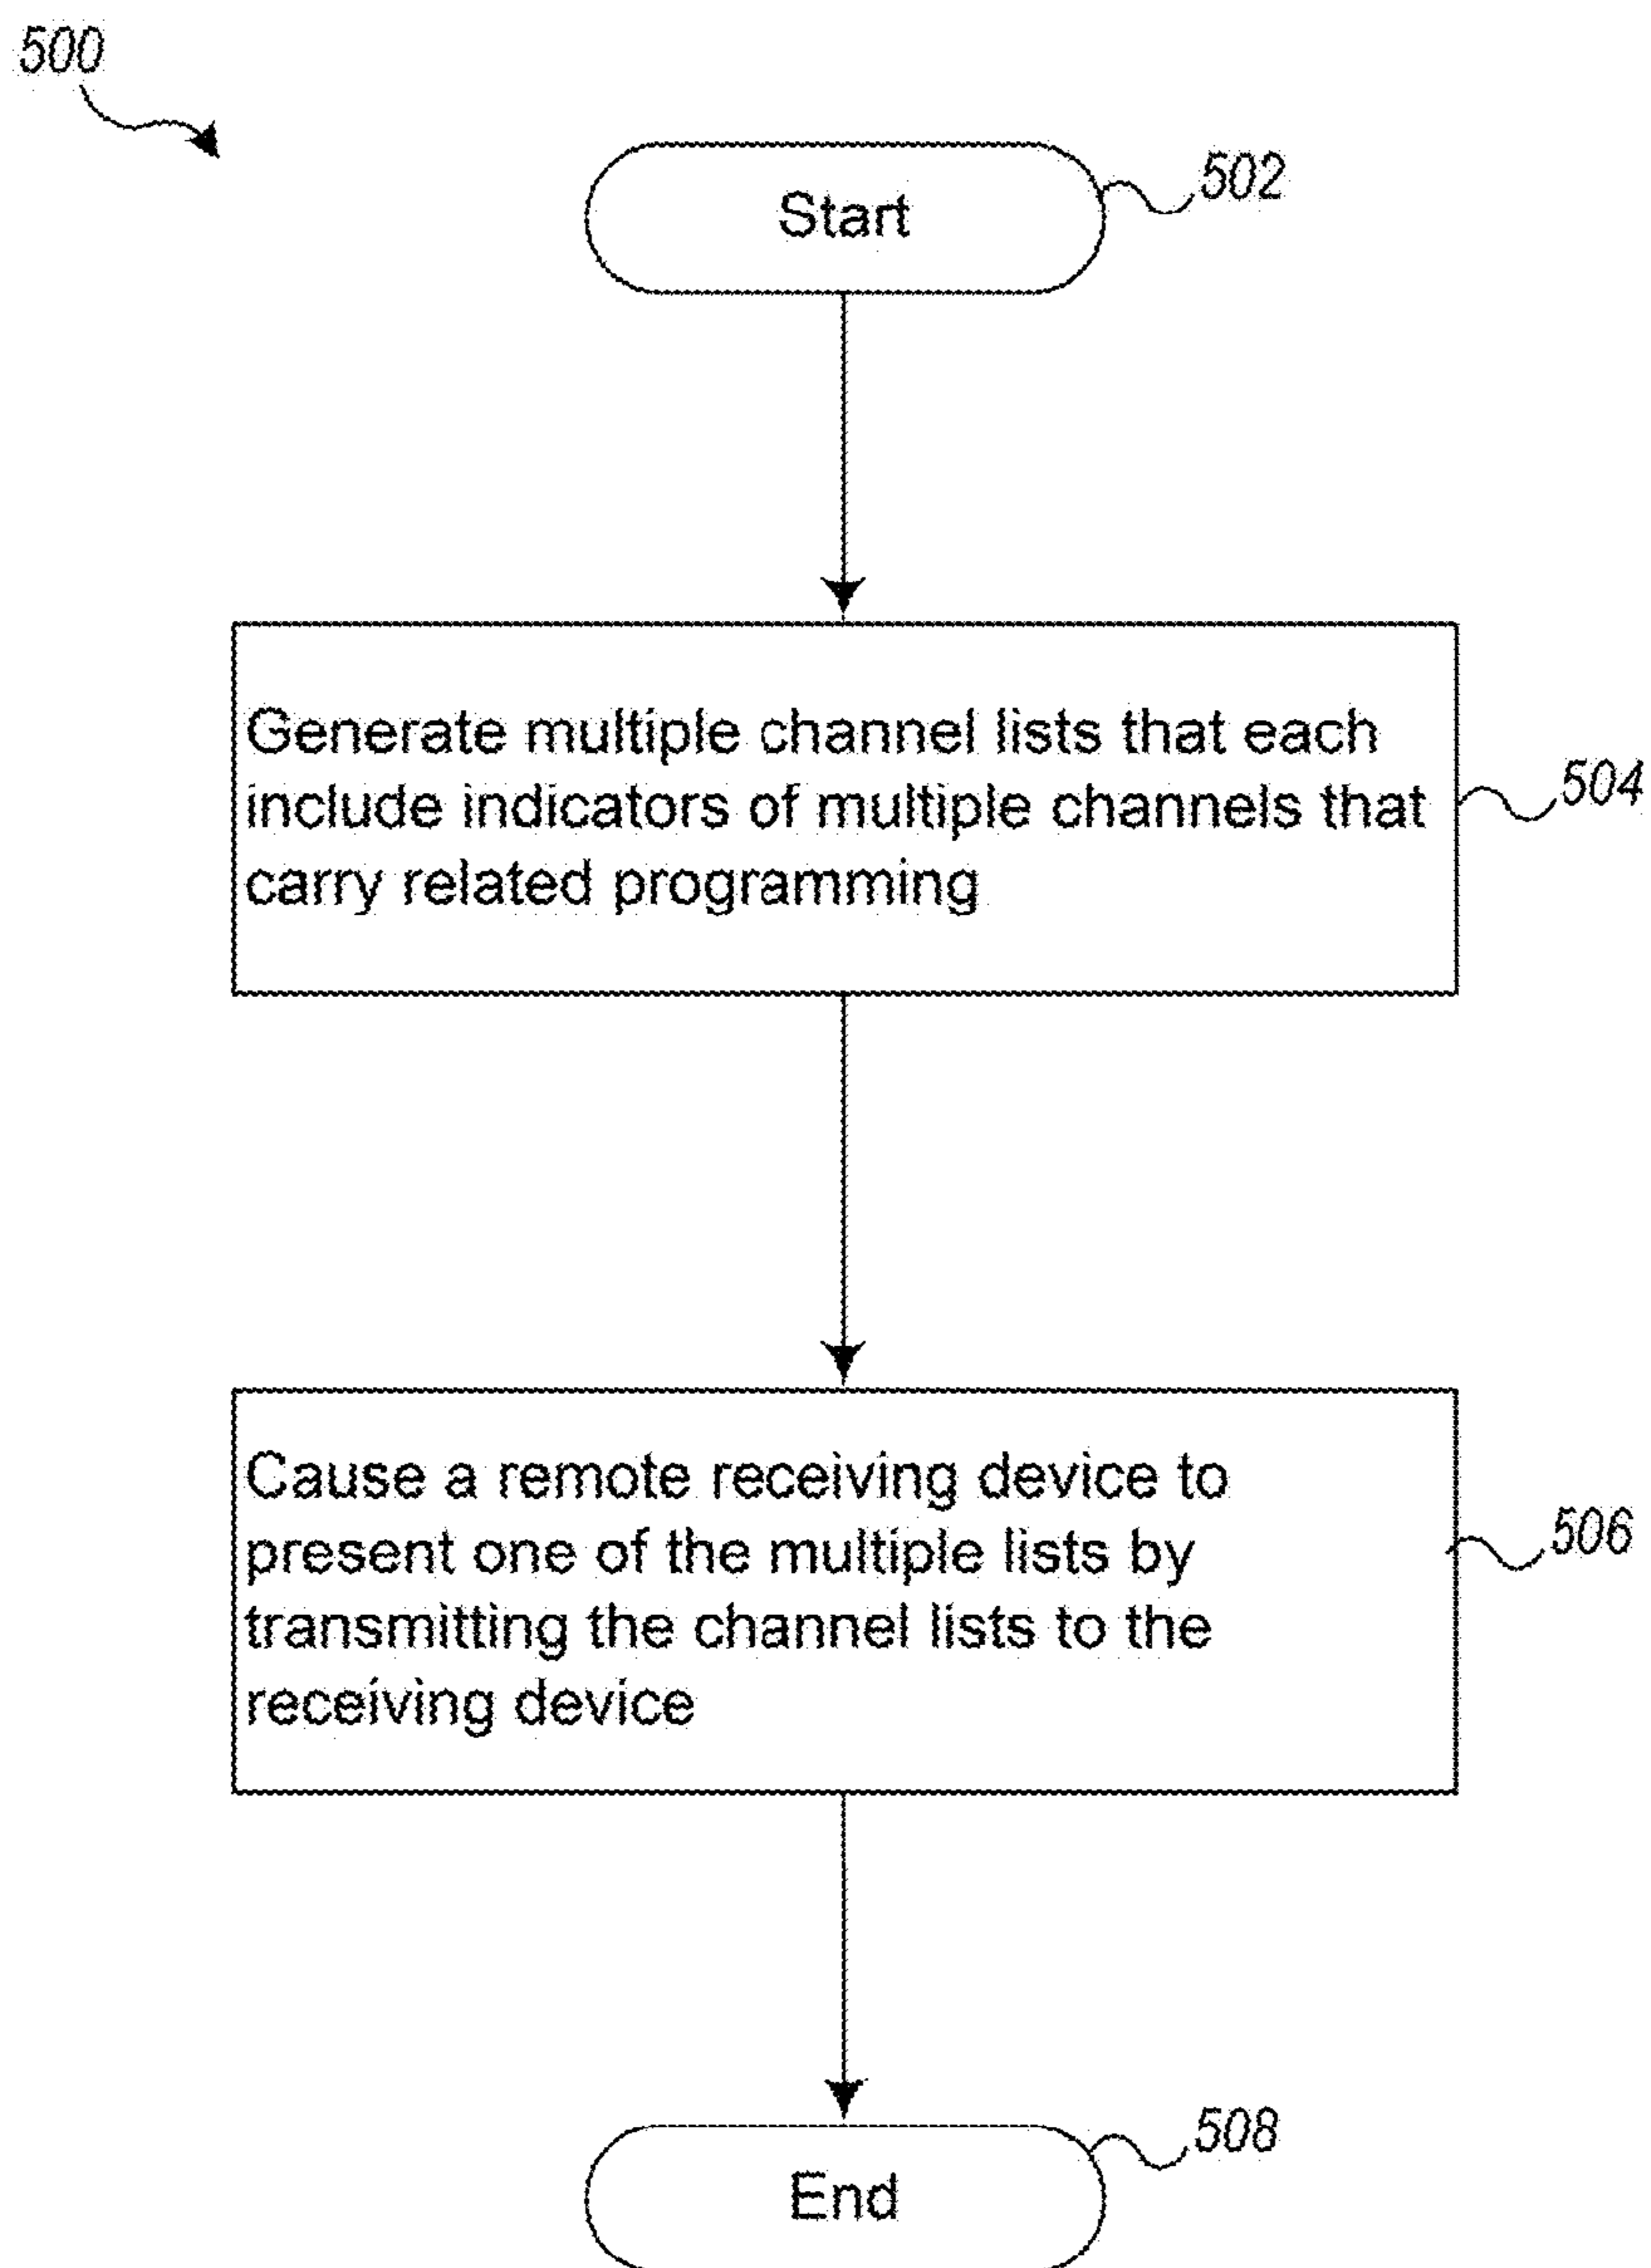 500
Start
502
Generate multiple channel lists that each
include indicators of multiple channels that
carry related programming
504
Cause a remote receiving device to
present one of the multiple lists by
transmitting the channel lists to the
receiving device
506
End
508